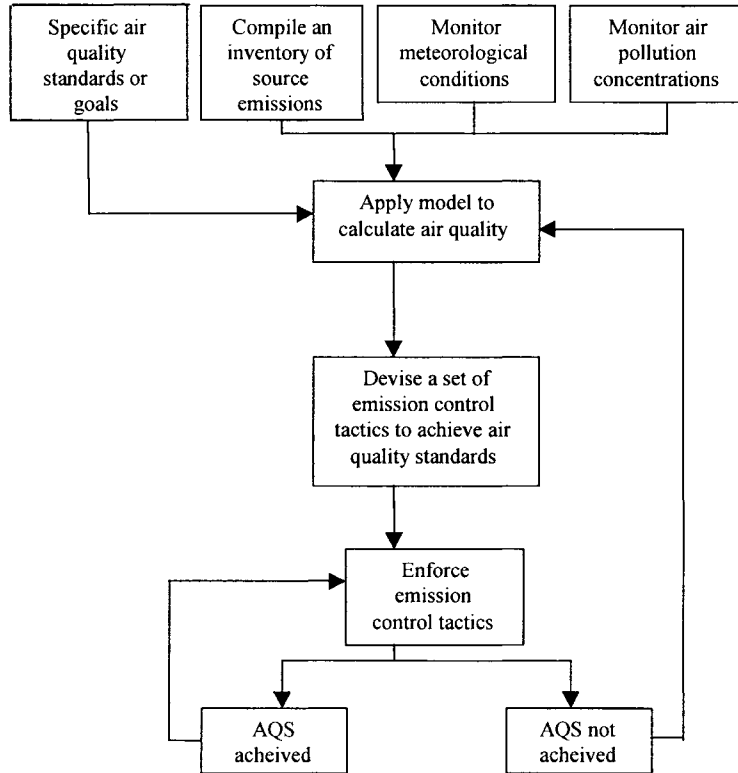 Specific air
quality
standards or
goals
Compile an
inventory of
source
emissions
Monitor
meteorological
conditions
Monitor air
pollution
concentrations
Apply model to
calculate air quality
Devise a set of
emission control
tactics to achieve air
quality standards
Enforce
emission
control tactics
AQS
acheived
AQS not
acheived